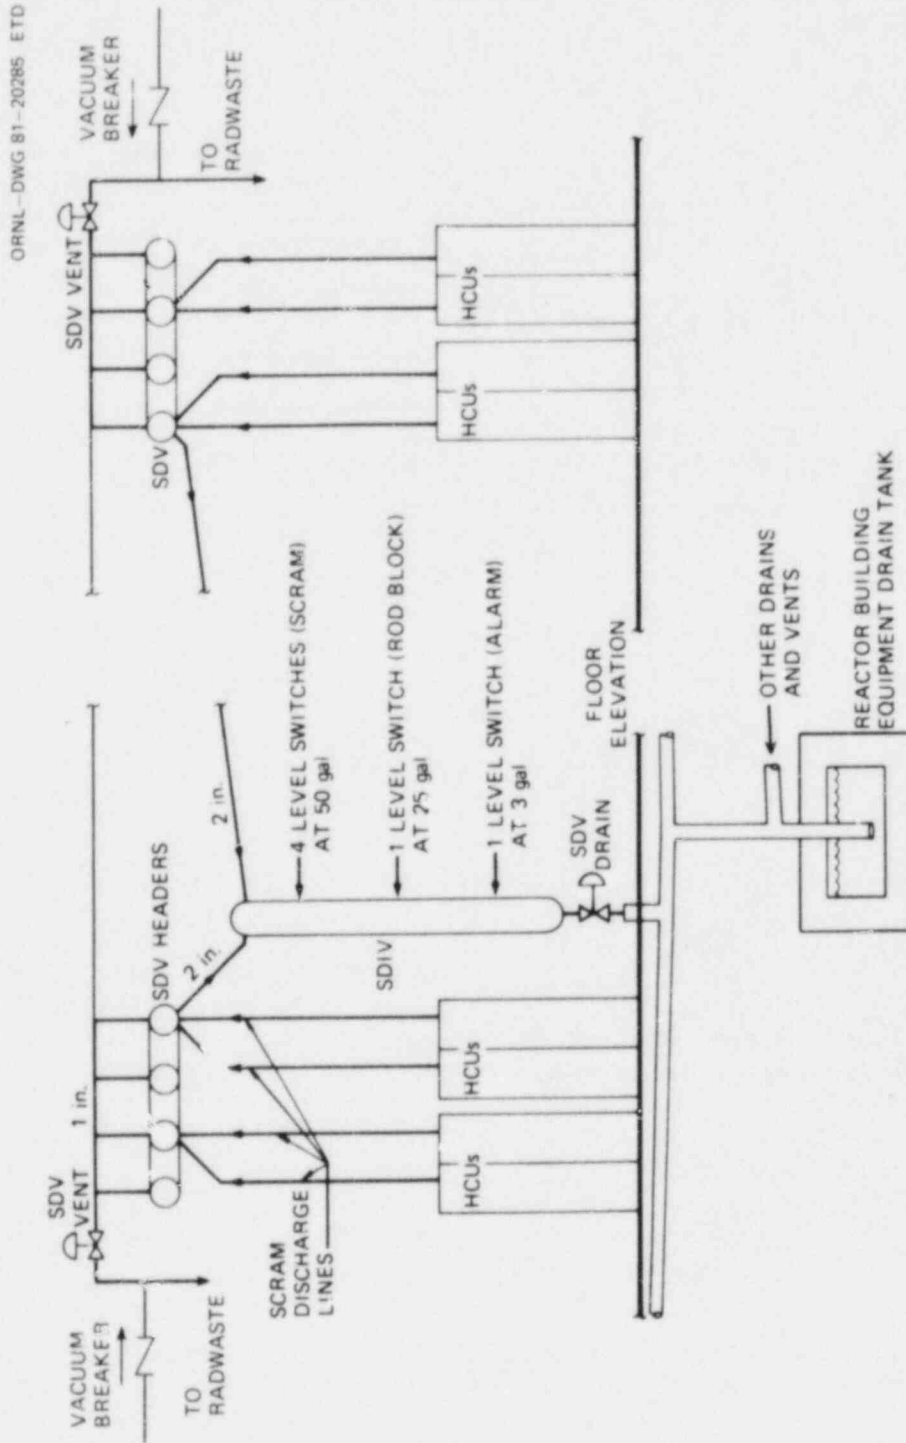 ORNL-DWG 81-20285 ETD
VACUUM
BREAKER
TO
RADWASTE
SDV
VENT
1 in.
SDV HEADERS
2 in.
2 in.
SCRAM
DISCHARGE
LINES
HCUs
HCUs
SDIV
4 LEVEL SWITCHES (SCRAM)
AT 50 gal
1 LEVEL SWITCH (ROD BLOCK)
AT 25 gal
1 LEVEL SWITCH (ALARM)
AT 3 gal
SDV
DRAIN
FLOOR
ELEVATION
OTHER DRAINS
AND VENTS
REACTOR BUILDING
EQUIPMENT DRAIN TANK
SDV
SDV VENT
VACUUM
BREAKER
TO
RADWASTE
HCUs
HCUs